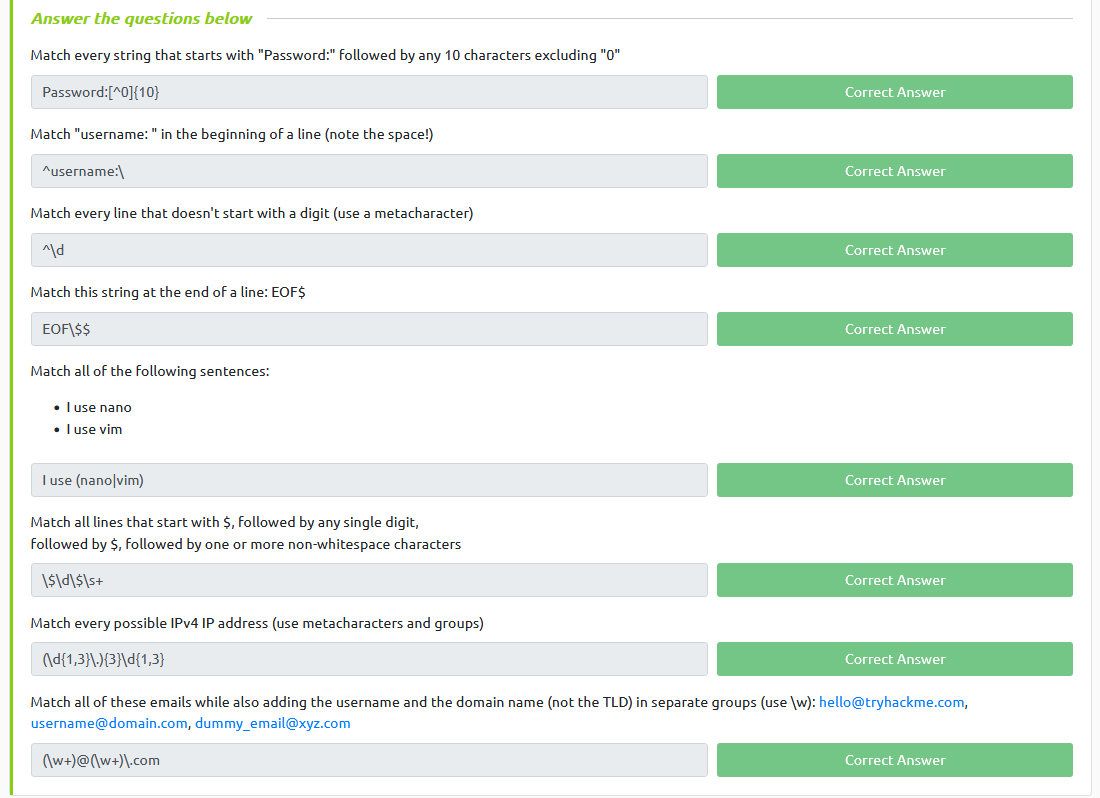 Answer the questions below
Match every string that starts with "Password:" followed by any 10 characters excluding "0"
Password:[^0]{10}
Correct Answer
Match "username: " in the beginning of a line (note the space!)
^username:\
Correct Answer
Match every line that doesn't start with a digit (use a metacharacter)
^\d
Correct Answer
Match this string at the end of a line: EOF$
EOF\$$
Correct Answer
Match all of the following sentences:
• I use nano
• I use vim
I use (nano|vim)
Correct Answer
Match all lines that start with $, followed by any single digit,
followed by $, followed by one or more non-whitespace characters
\$\d\$\s+
Correct Answer
Match every possible IPv4 IP address (use metacharacters and groups)
(\d{1,3}\.){3}\d{1,3}
Correct Answer
Match all of these emails while also adding the username and the domain name (not the TLD) in separate groups (use \w): hello@tryhackme.com,
username@domain.com, dummy_email@xyz.com
(\w+)@(\w+)\.com
Correct Answer